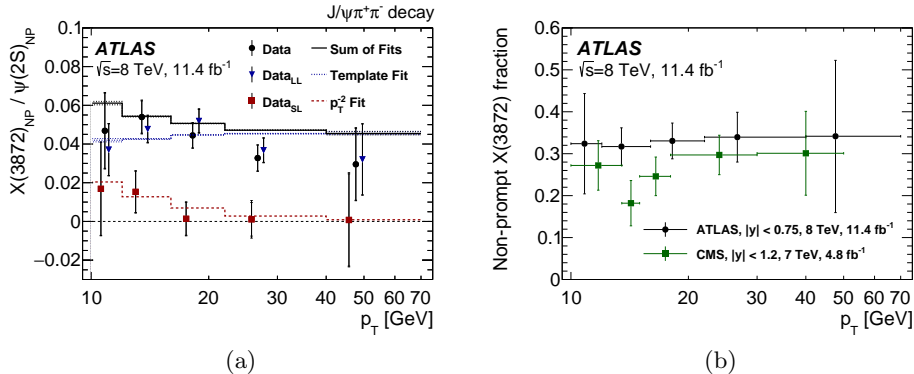 J/ψπ⁺π⁻ decay
X(3872)_NP / ψ(2S)_NP
0.1
0.08
0.06
0.04
0.02
0
−0.02
ATLAS
√s=8 TeV, 11.4 fb⁻¹
Data
Data_LL
Data_SL
Sum of Fits
Template Fit
p_T⁻² Fit
10 20 30 40 50 60 70
p_T [GeV]
(a)
Non-prompt X(3872) fraction
0.6
0.5
0.4
0.3
0.2
0.1
0
ATLAS
√s=8 TeV, 11.4 fb⁻¹
ATLAS, |y| < 0.75, 8 TeV, 11.4 fb⁻¹
CMS, |y| < 1.2, 7 TeV, 4.8 fb⁻¹
10 20 30 40 50 60 70
p_T [GeV]
(b)